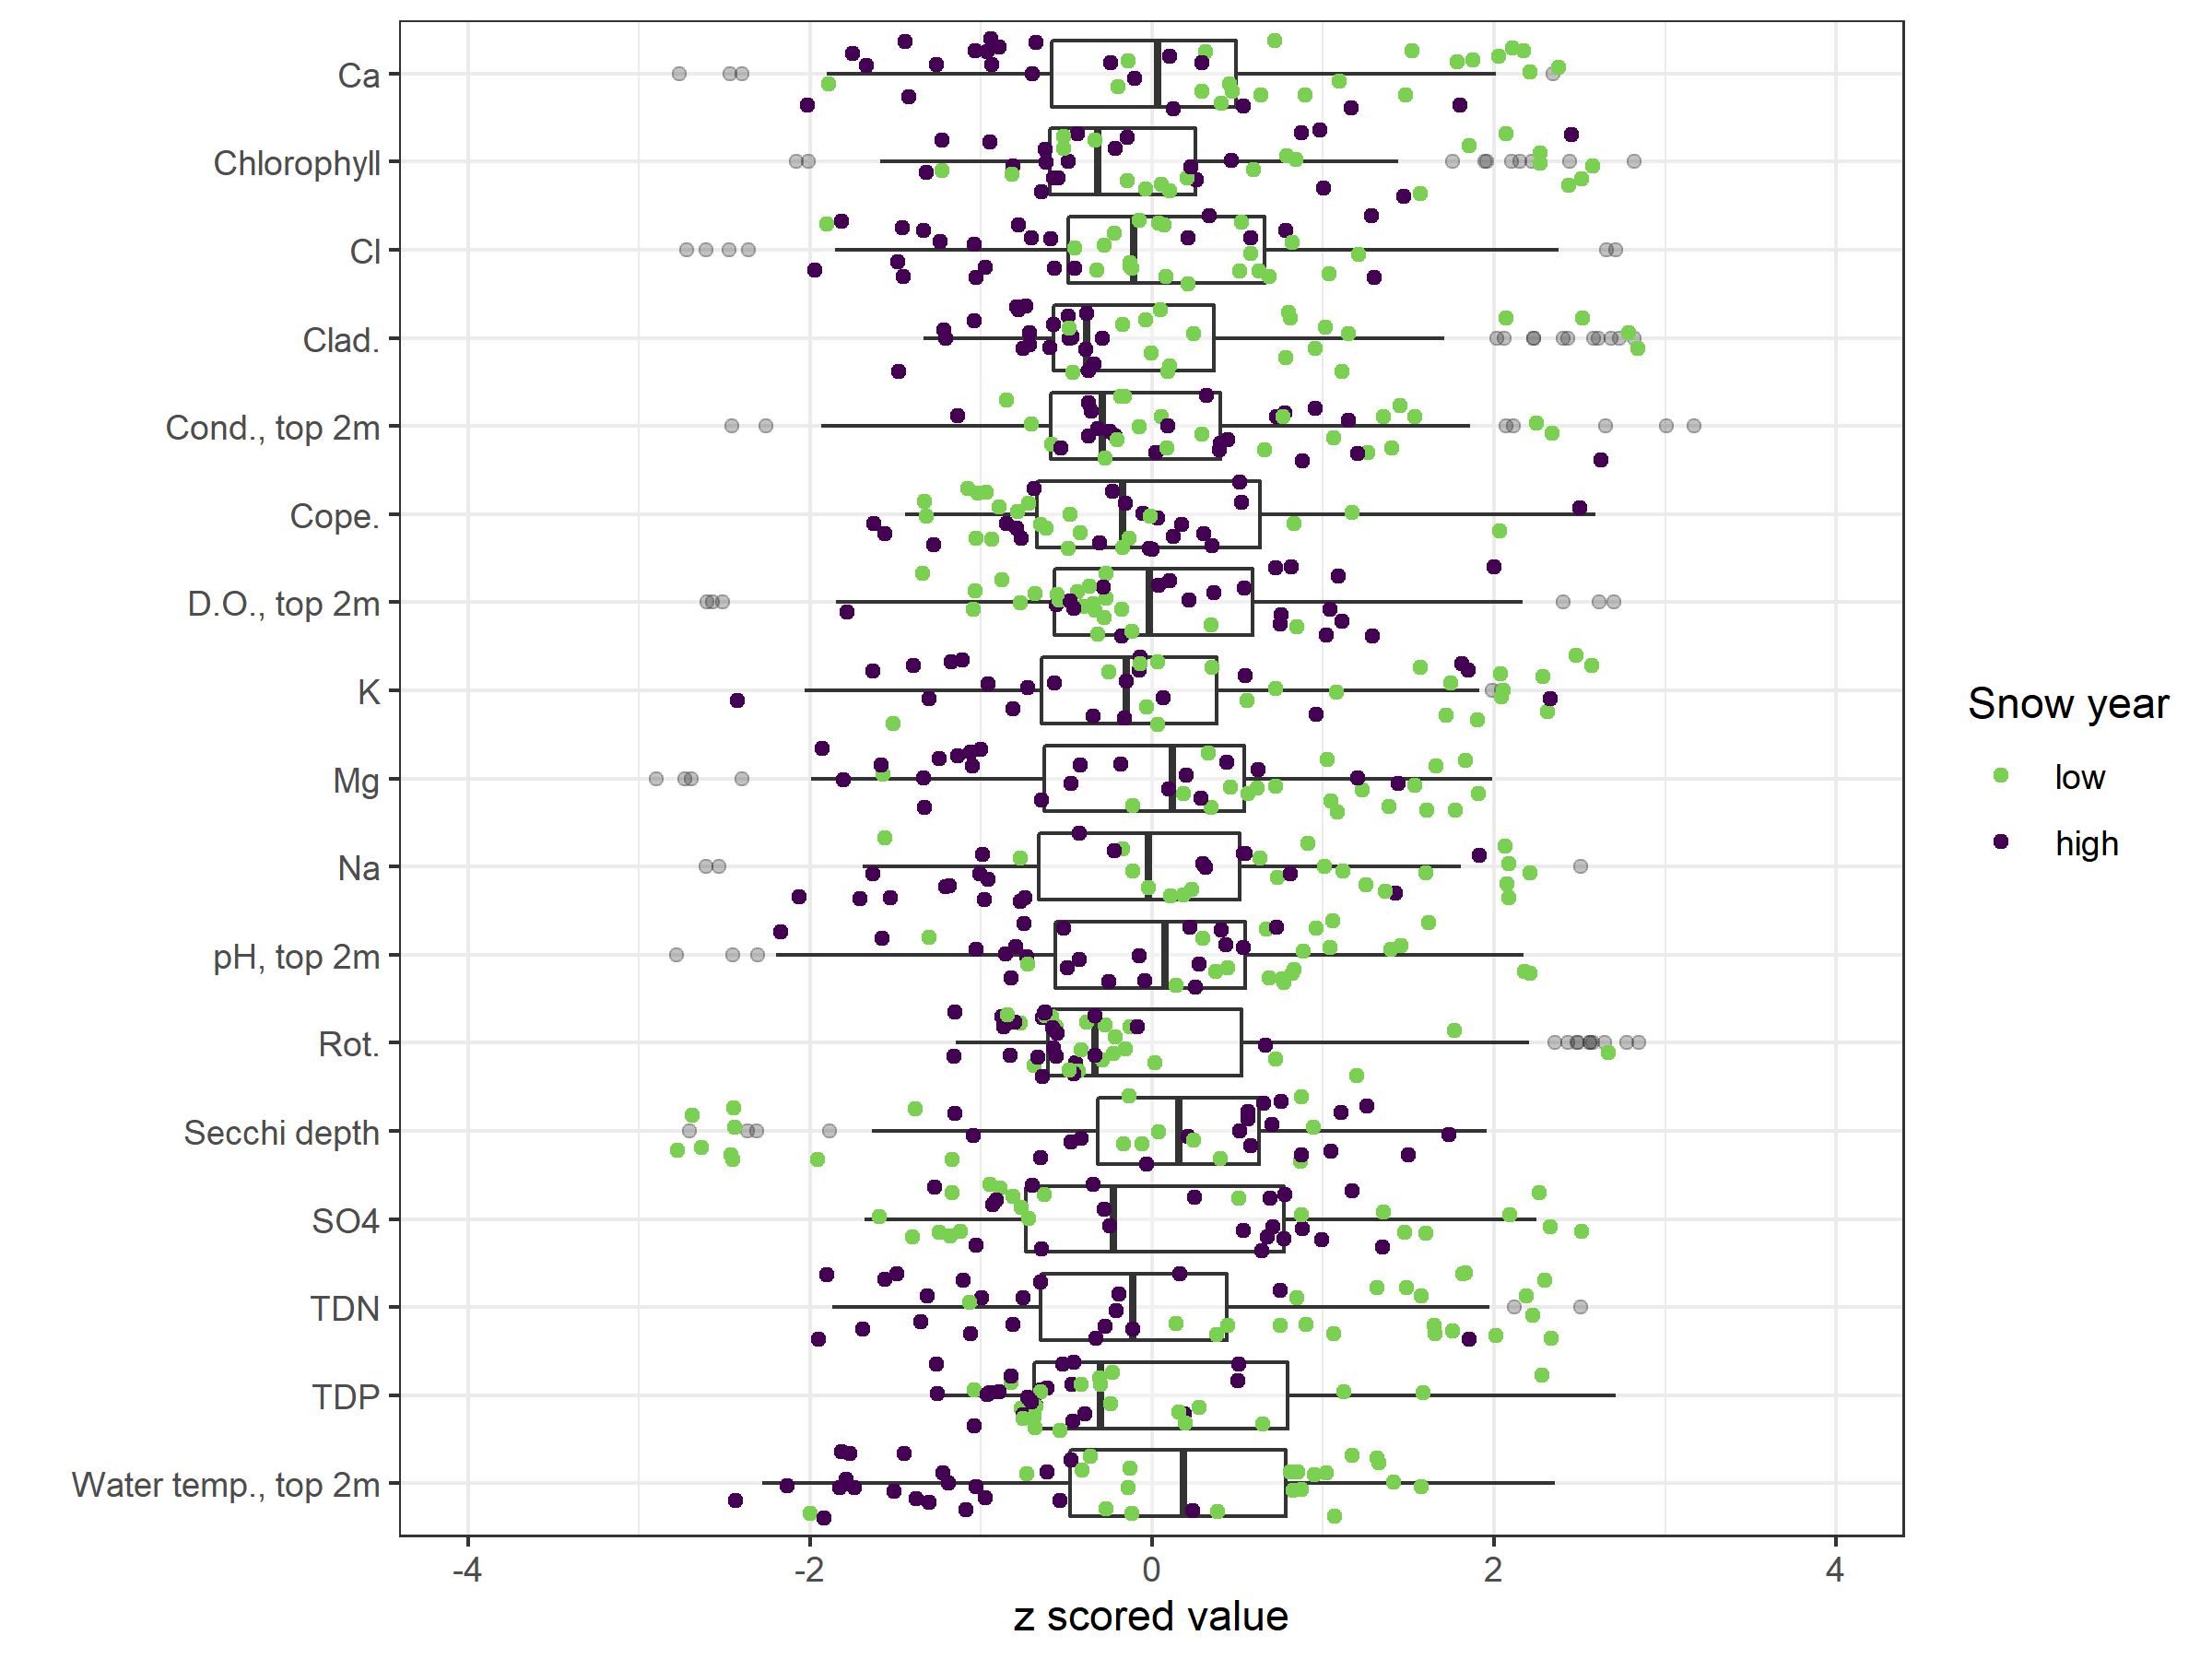 Ca
Chlorophyll
Cl
Clad.
Cond., top 2m
Cope.
D.O., top 2m
K
Mg
Na
pH, top 2m
Rot.
Secchi depth
SO4
TDN
TDP
Water temp., top 2m
-4 -2 0 2 4
z scored value
Snow year
low
high